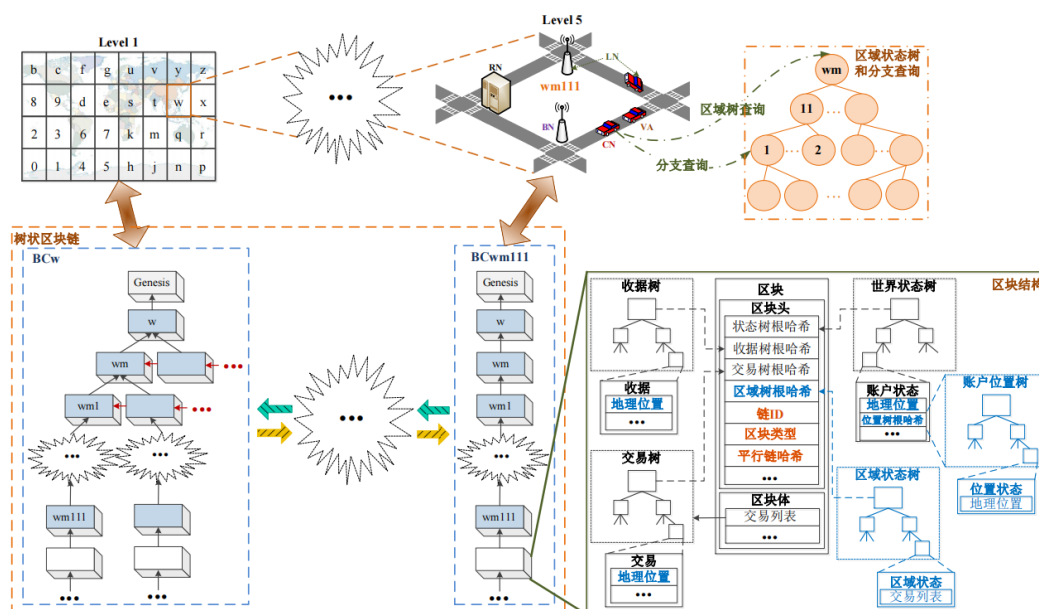 Level 1
b c f g u v y z
8 9 d e s t w x
2 3 6 7 k m q r
0 1 4 5 h j n p
•••
Level 5
RN
LN
wm111
BN
VA
CN
区域树查询
分支查询
区域状态树
和分支查询
wm
11
1 ... 2 ...
... ...
树状区块链
BCw
Genesis
w
wm
•••
wm1
•••
••• •••
wm111
••• •••
•••
BCwm111
Genesis
w
wm
wm1
•••
wm111
•••
区块结构
收据树
收据
地理位置
•••
交易树
交易
地理位置
•••
区块
区块头
状态树根哈希
收据树根哈希
交易树根哈希
区域树根哈希
链ID
区块类型
平行链哈希
•••
区块体
交易列表
•••
世界状态树
账户状态
地理位置
位置树根哈希
•••
账户位置树
位置状态
地理位置
区域状态树
区域状态
交易列表